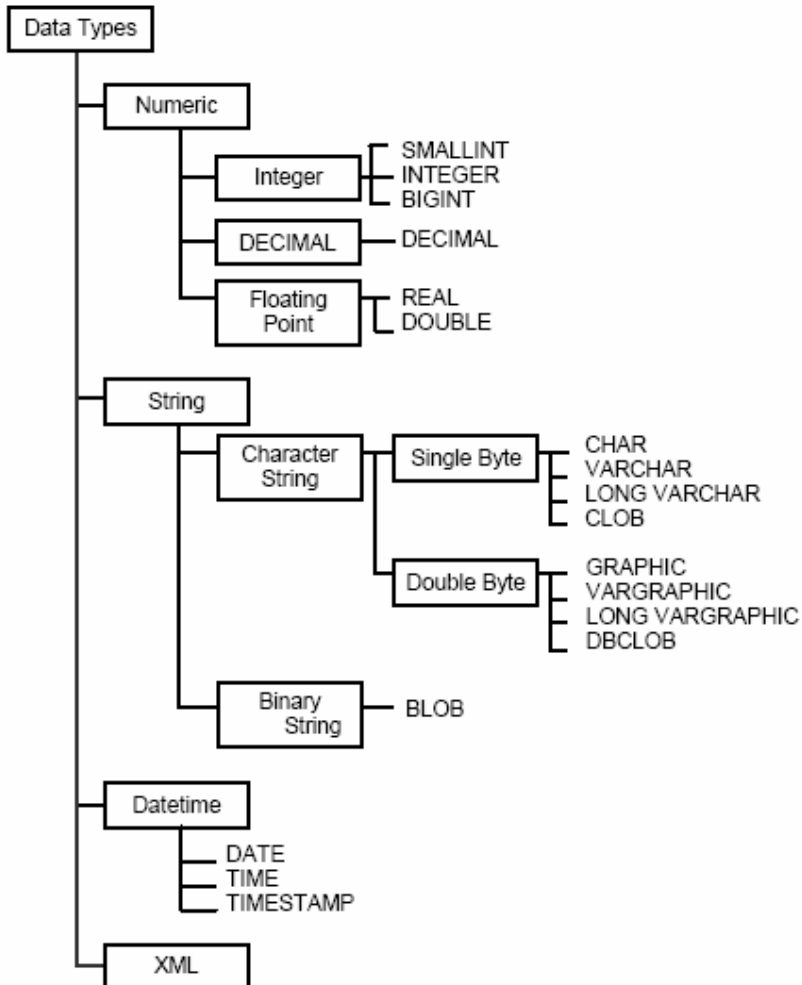 Data Types
Numeric
Integer
SMALLINT
INTEGER
BIGINT
DECIMAL
DECIMAL
Floating
Point
REAL
DOUBLE
String
Character
String
Single Byte
CHAR
VARCHAR
LONG VARCHAR
CLOB
Double Byte
GRAPHIC
VARGRAPHIC
LONG VARGRAPHIC
DBCLOB
Binary
String
BLOB
Datetime
DATE
TIME
TIMESTAMP
XML